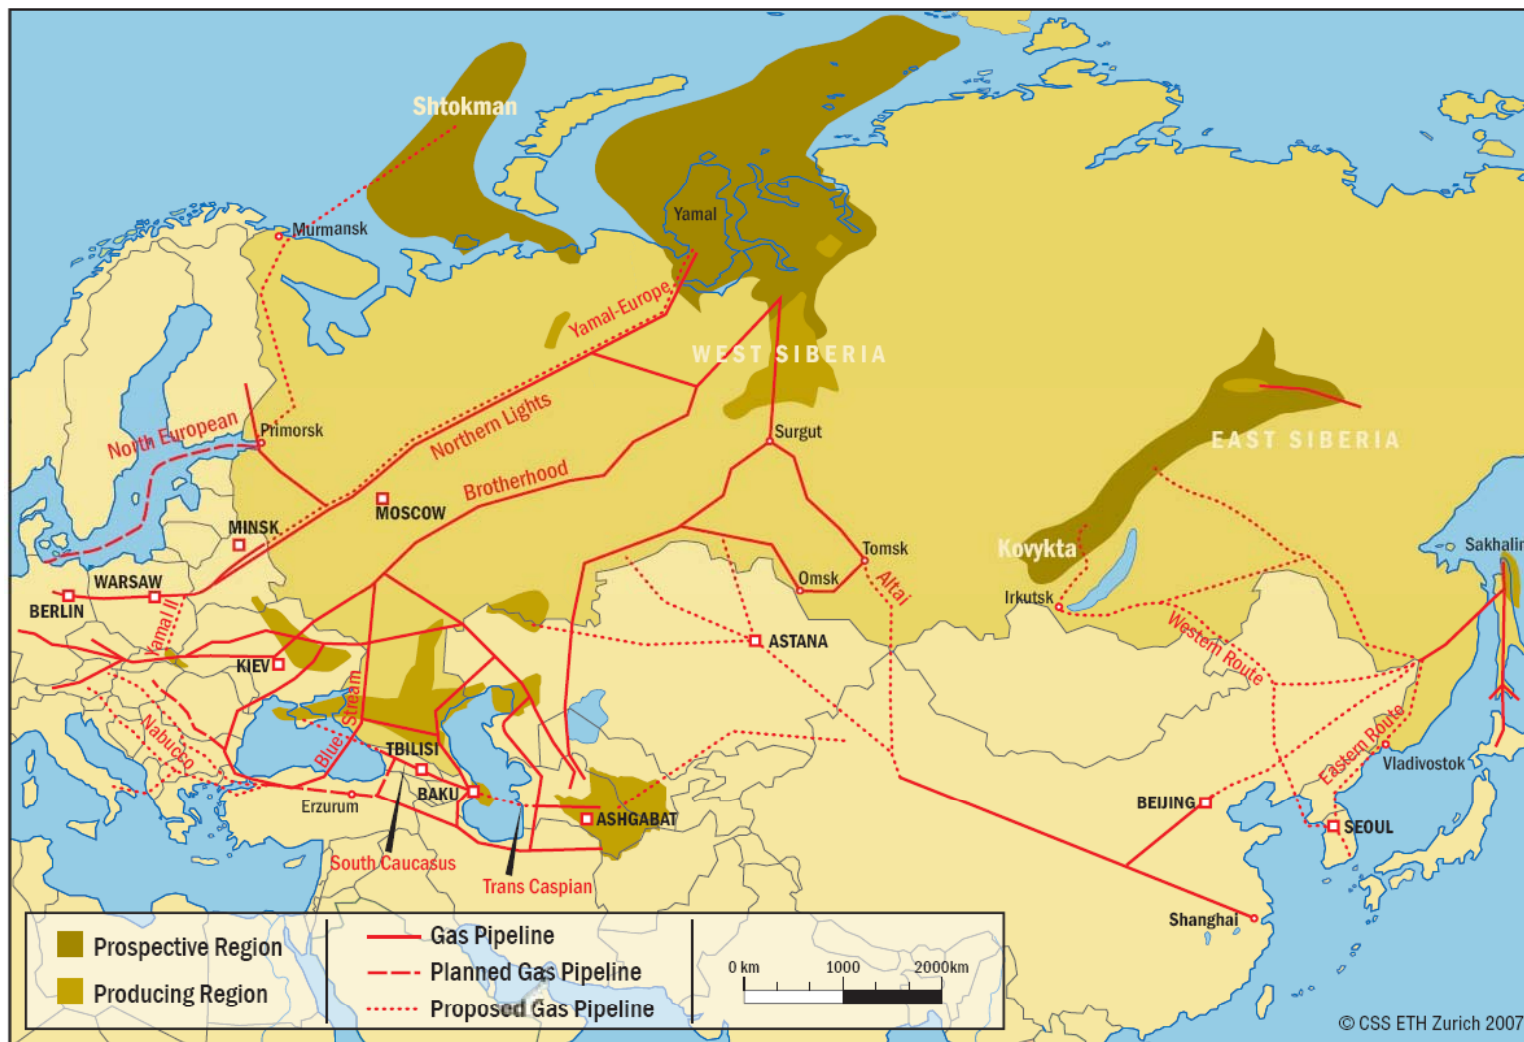 Shtokman
Murmansk
Yamal
Yamal-Europe
WEST SIBERIA
North European
Primorsk
Northern Lights
Brotherhood
Surgut
EAST SIBERIA
MOSCOW
MINSK
Tomsk
Kovykta
Sakhalin
WARSAW
BERLIN
Omsk
Altai
Irkutsk
Yamal II
Western Route
KIEV
ASTANA
Blue Stream
Nabucco
TBILISI
Eastern Route
Vladivostok
Erzurum
BAKU
ASHGABAT
BEIJING
SEOUL
South Caucasus
Trans Caspian
Shanghai
Prospective Region
Producing Region
Gas Pipeline
Planned Gas Pipeline
Proposed Gas Pipeline
0 km 1000 2000km
© CSS ETH Zurich 2007